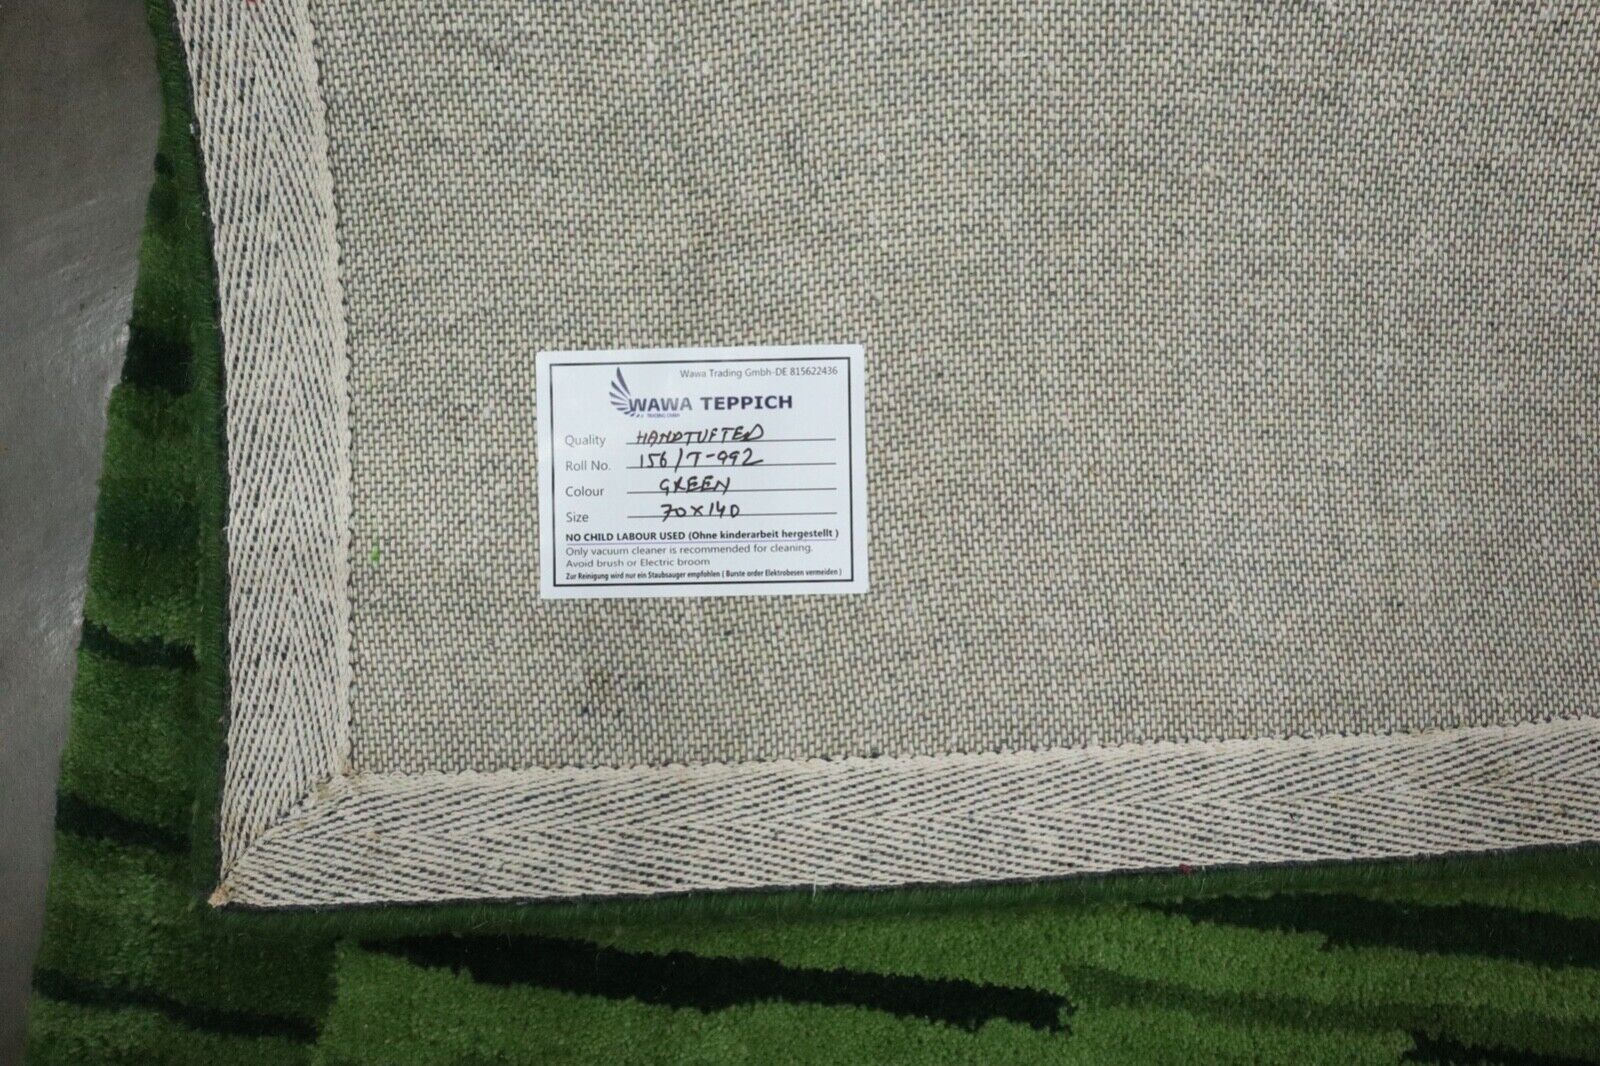 Wawa Trading Gmbh-DE 815622436
WAWA TEPPICH
TRADING GMBH
Quality HANDTUFTED
Roll No. 156/T-992
Colour GREEN
Size 70x140
NO CHILD LABOUR USED (Ohne kinderarbeit hergestellt )
Only vacuum cleaner is recommended for cleaning.
Avoid brush or Electric broom
Zur Reinigung wird nur ein Staubsauger empfohlen ( Burste order Elektrobesen vermeiden )